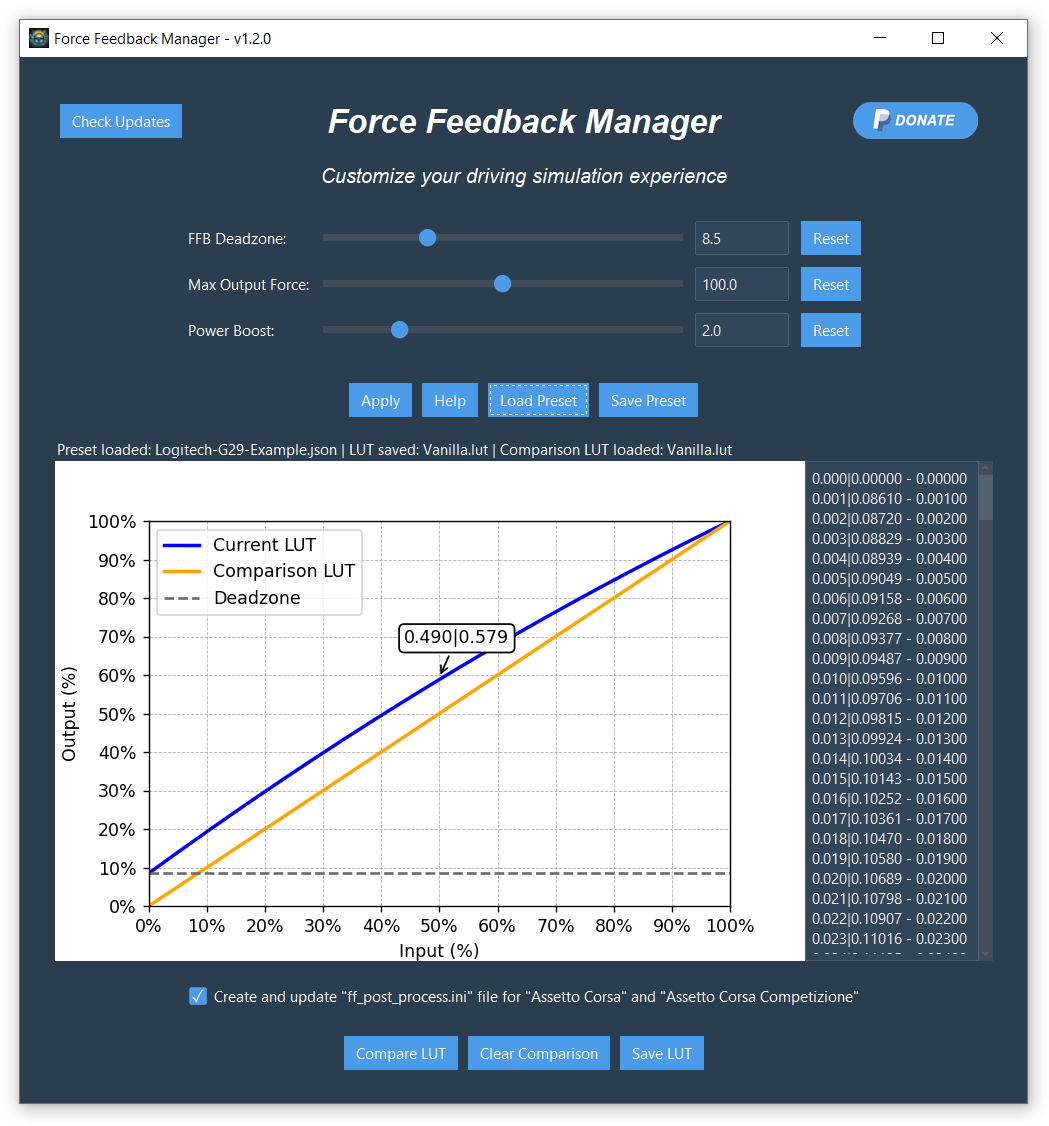 Force Feedback Manager - v1.2.0
Check Updates
Force Feedback Manager
DONATE
Customize your driving simulation experience
FFB Deadzone:
8.5
Reset
Max Output Force:
100.0
Reset
Power Boost:
2.0
Reset
Apply
Help
Load Preset
Save Preset
Preset loaded: Logitech-G29-Example.json | LUT saved: Vanilla.lut | Comparison LUT loaded: Vanilla.lut
100%
90%
80%
70%
60%
50%
40%
30%
20%
10%
0%
Output (%)
Current LUT
Comparison LUT
Deadzone
0.490|0.579
0%
10%
20%
30%
40%
50%
60%
70%
80%
90%
100%
Input (%)
0.000|0.00000 - 0.00000
0.001|0.08610 - 0.00100
0.002|0.08720 - 0.00200
0.003|0.08829 - 0.00300
0.004|0.08939 - 0.00400
0.005|0.09049 - 0.00500
0.006|0.09158 - 0.00600
0.007|0.09268 - 0.00700
0.008|0.09377 - 0.00800
0.009|0.09487 - 0.00900
0.010|0.09596 - 0.01000
0.011|0.09706 - 0.01100
0.012|0.09815 - 0.01200
0.013|0.09924 - 0.01300
0.014|0.10034 - 0.01400
0.015|0.10143 - 0.01500
0.016|0.10252 - 0.01600
0.017|0.10361 - 0.01700
0.018|0.10470 - 0.01800
0.019|0.10580 - 0.01900
0.020|0.10689 - 0.02000
0.021|0.10798 - 0.02100
0.022|0.10907 - 0.02200
0.023|0.11016 - 0.02300
Create and update "ff_post_process.ini" file for "Assetto Corsa" and "Assetto Corsa Competizione"
Compare LUT
Clear Comparison
Save LUT